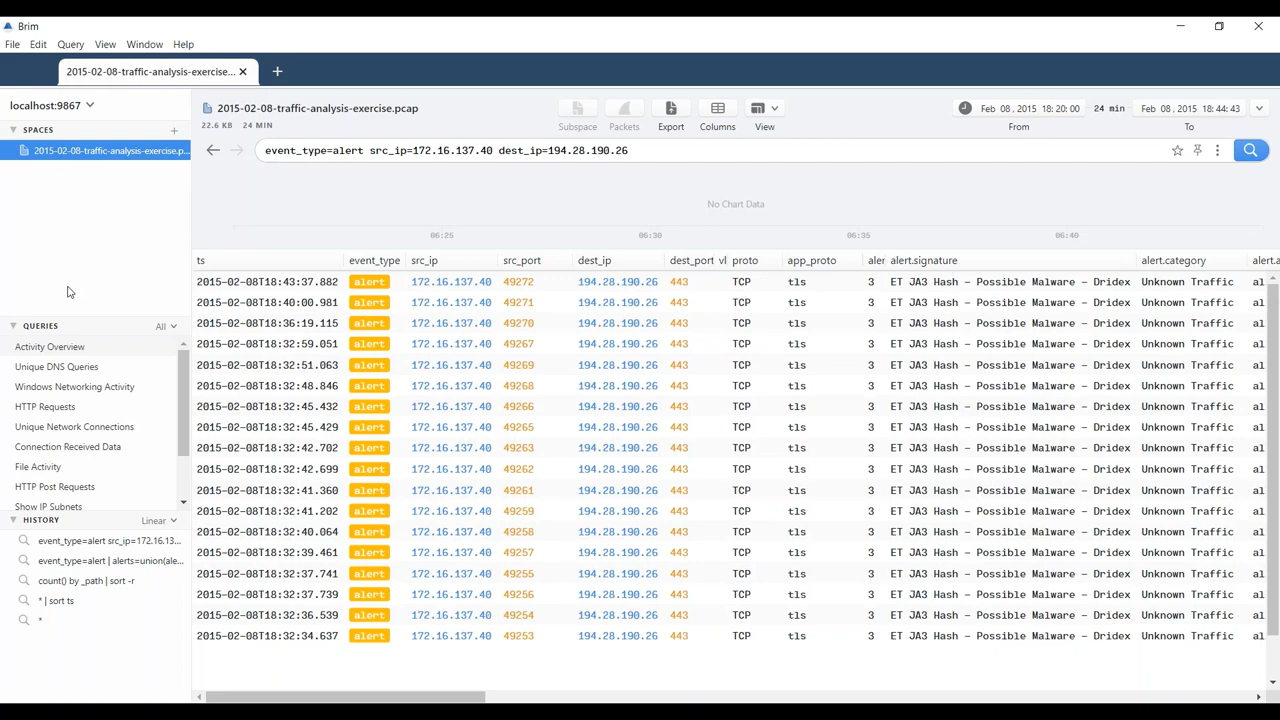 Brim
File Edit Query View Window Help
2015-02-08-traffic-analysis-exercise...
localhost:9867
SPACES
2015-02-08-traffic-analysis-exercise.p...
QUERIES All
Activity Overview
Unique DNS Queries
Windows Networking Activity
HTTP Requests
Unique Network Connections
Connection Received Data
File Activity
HTTP Post Requests
Show IP Subnets
HISTORY Linear
event_type=alert src_ip=172.16.13...
event_type=alert | alerts=union(ale...
count() by _path | sort -r
* | sort ts
*
2015-02-08-traffic-analysis-exercise.pcap
22.6 KB 24 MIN
Subspace Packets Export Columns View
Feb 08 , 2015 18:20:00 24 min Feb 08 , 2015 18:44:43
From To
event_type=alert src_ip=172.16.137.40 dest_ip=194.28.190.26
No Chart Data
06:25 06:30 06:35 06:40
ts event_type src_ip src_port dest_ip dest_port vl proto app_proto aler alert.signature alert.category alert.a
2015-02-08T18:43:37.882 alert 172.16.137.40 49272 194.28.190.26 443 TCP tls 3 ET JA3 Hash – Possible Malware – Dridex Unknown Traffic al
2015-02-08T18:40:00.981 alert 172.16.137.40 49271 194.28.190.26 443 TCP tls 3 ET JA3 Hash – Possible Malware – Dridex Unknown Traffic al
2015-02-08T18:36:19.115 alert 172.16.137.40 49270 194.28.190.26 443 TCP tls 3 ET JA3 Hash – Possible Malware – Dridex Unknown Traffic al
2015-02-08T18:32:59.051 alert 172.16.137.40 49267 194.28.190.26 443 TCP tls 3 ET JA3 Hash – Possible Malware – Dridex Unknown Traffic al
2015-02-08T18:32:51.063 alert 172.16.137.40 49269 194.28.190.26 443 TCP tls 3 ET JA3 Hash – Possible Malware – Dridex Unknown Traffic al
2015-02-08T18:32:48.846 alert 172.16.137.40 49268 194.28.190.26 443 TCP tls 3 ET JA3 Hash – Possible Malware – Dridex Unknown Traffic al
2015-02-08T18:32:45.432 alert 172.16.137.40 49266 194.28.190.26 443 TCP tls 3 ET JA3 Hash – Possible Malware – Dridex Unknown Traffic al
2015-02-08T18:32:45.429 alert 172.16.137.40 49265 194.28.190.26 443 TCP tls 3 ET JA3 Hash – Possible Malware – Dridex Unknown Traffic al
2015-02-08T18:32:42.702 alert 172.16.137.40 49263 194.28.190.26 443 TCP tls 3 ET JA3 Hash – Possible Malware – Dridex Unknown Traffic al
2015-02-08T18:32:42.699 alert 172.16.137.40 49262 194.28.190.26 443 TCP tls 3 ET JA3 Hash – Possible Malware – Dridex Unknown Traffic al
2015-02-08T18:32:41.360 alert 172.16.137.40 49261 194.28.190.26 443 TCP tls 3 ET JA3 Hash – Possible Malware – Dridex Unknown Traffic al
2015-02-08T18:32:41.202 alert 172.16.137.40 49259 194.28.190.26 443 TCP tls 3 ET JA3 Hash – Possible Malware – Dridex Unknown Traffic al
2015-02-08T18:32:40.064 alert 172.16.137.40 49258 194.28.190.26 443 TCP tls 3 ET JA3 Hash – Possible Malware – Dridex Unknown Traffic al
2015-02-08T18:32:39.461 alert 172.16.137.40 49257 194.28.190.26 443 TCP tls 3 ET JA3 Hash – Possible Malware – Dridex Unknown Traffic al
2015-02-08T18:32:37.741 alert 172.16.137.40 49255 194.28.190.26 443 TCP tls 3 ET JA3 Hash – Possible Malware – Dridex Unknown Traffic al
2015-02-08T18:32:37.739 alert 172.16.137.40 49256 194.28.190.26 443 TCP tls 3 ET JA3 Hash – Possible Malware – Dridex Unknown Traffic al
2015-02-08T18:32:36.539 alert 172.16.137.40 49254 194.28.190.26 443 TCP tls 3 ET JA3 Hash – Possible Malware – Dridex Unknown Traffic al
2015-02-08T18:32:34.637 alert 172.16.137.40 49253 194.28.190.26 443 TCP tls 3 ET JA3 Hash – Possible Malware – Dridex Unknown Traffic al